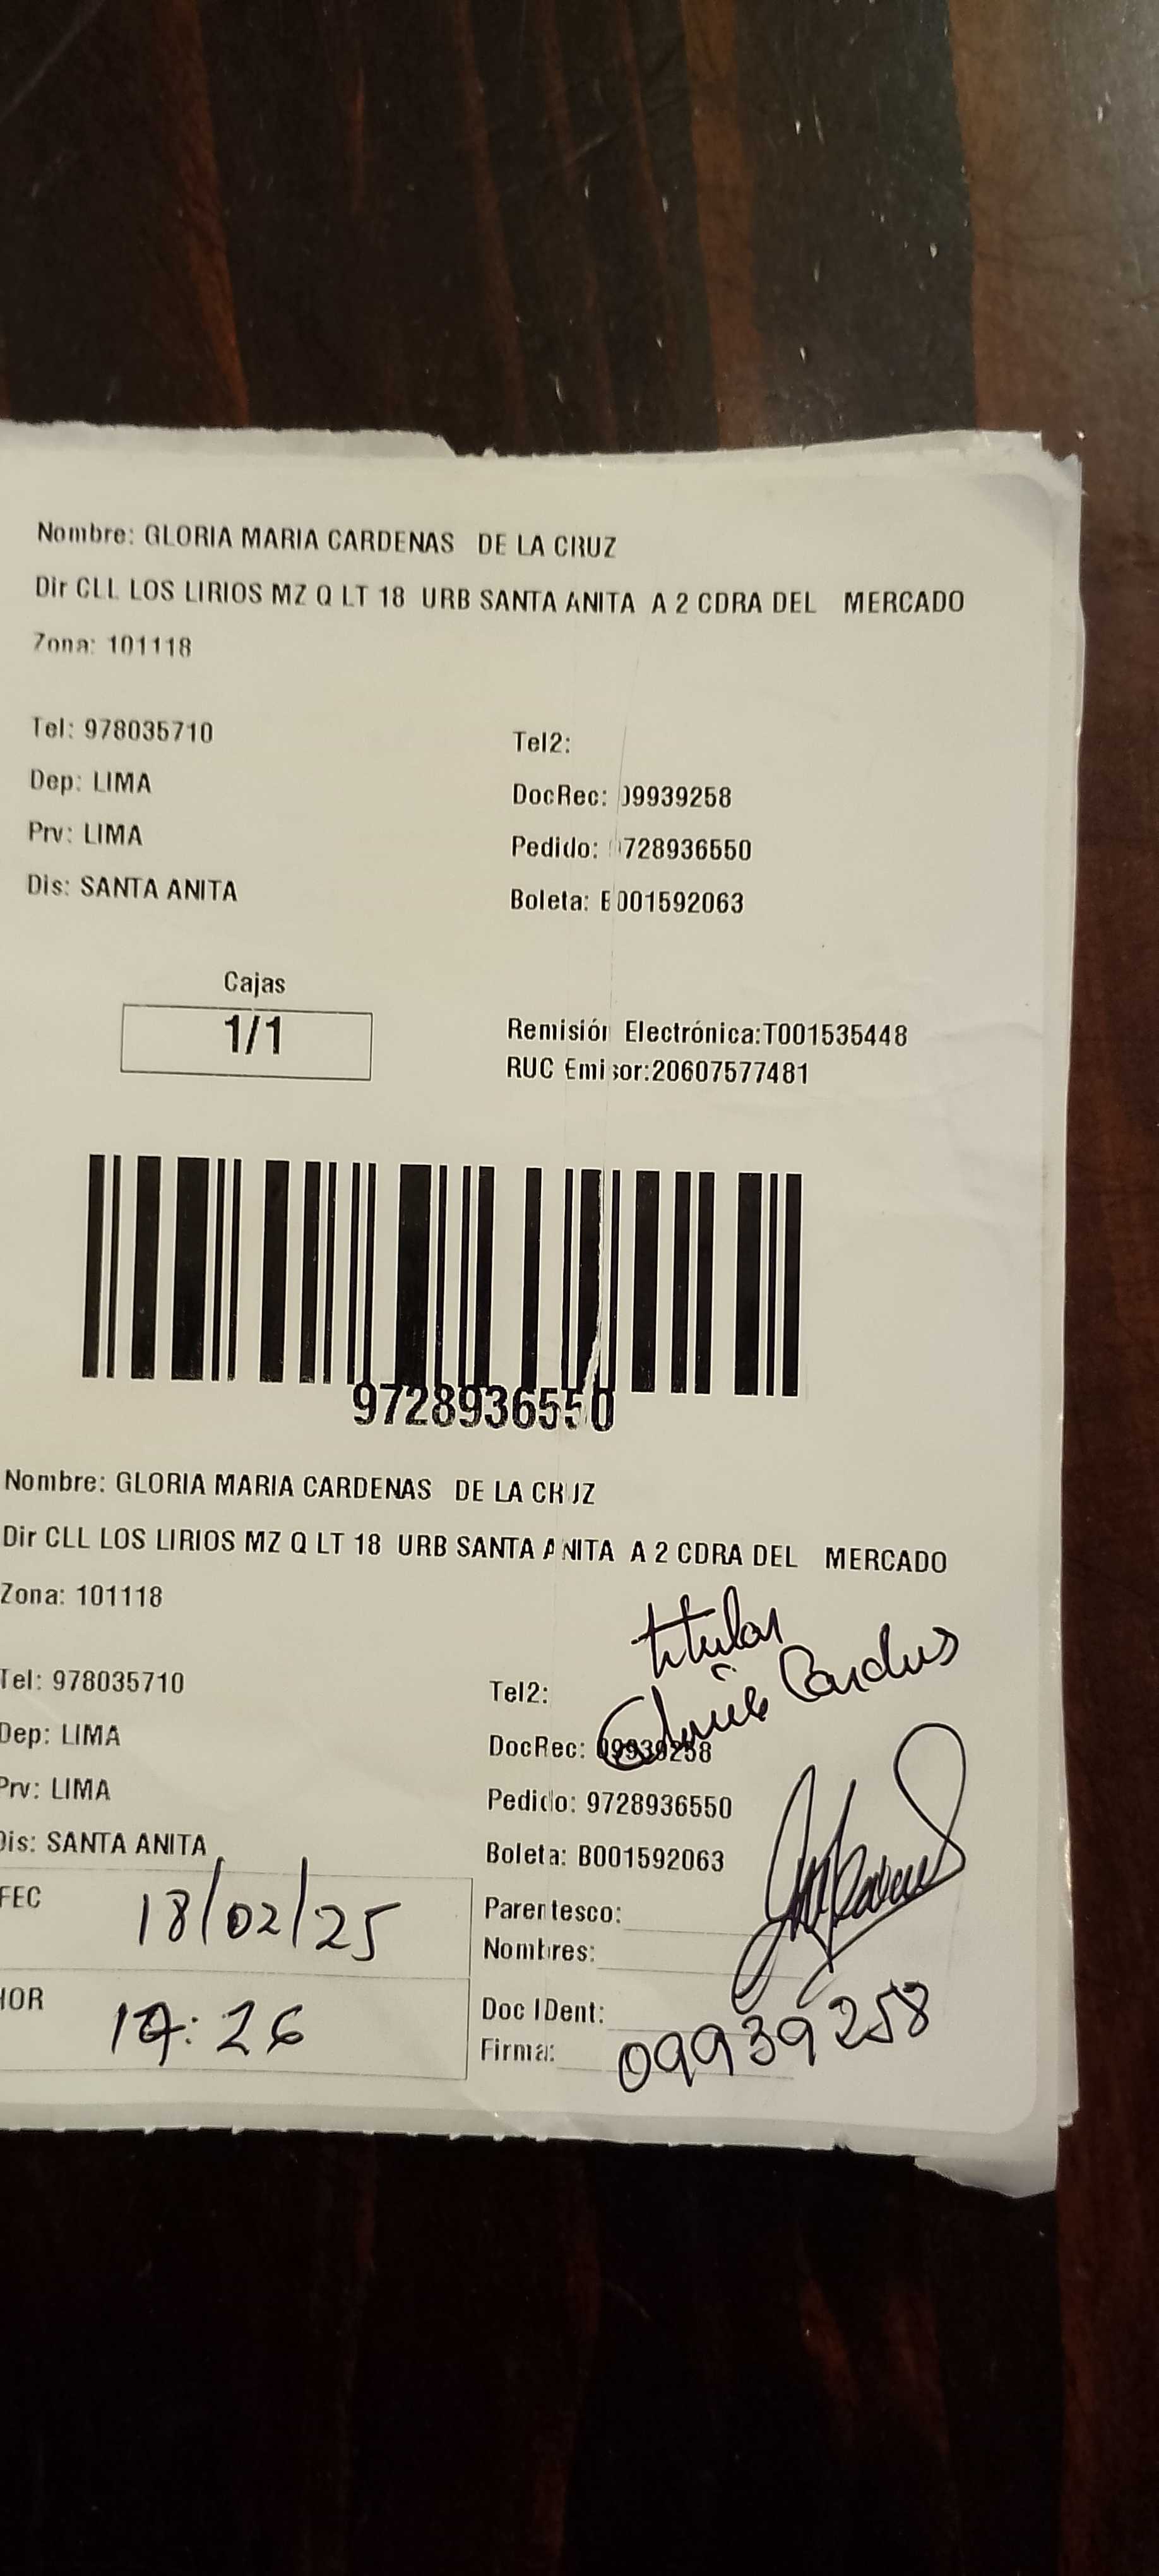 Nombre: GLORIA MARIA CARDENAS DE LA CRUZ
Dir CLL LOS LIRIOS MZ Q LT 18 URB SANTA ANITA A 2 CDRA DEL MERCADO
Zona: 101118
Tel: 978035710 Tel2:
Dep: LIMA DocRec: 09939258
Prv: LIMA Pedido: 9728936550
Dis: SANTA ANITA Boleta: B001592063
Cajas
1/1
Remisión Electrónica:T001535448
RUC Emisor:20607577481
9728936550
Nombre: GLORIA MARIA CARDENAS DE LA CRUZ
Dir CLL LOS LIRIOS MZ Q LT 18 URB SANTA ANITA A 2 CDRA DEL MERCADO
Zona: 101118
titular
Tel: 978035710 Tel2:
Dep: LIMA DocRec: 09939258
Prv: LIMA Pedido: 9728936550
Dis: SANTA ANITA Boleta: B001592063
FEC 18/02/25 Parentesco:
Nombres:
HOR Doc IDent:
Firma: 09939258